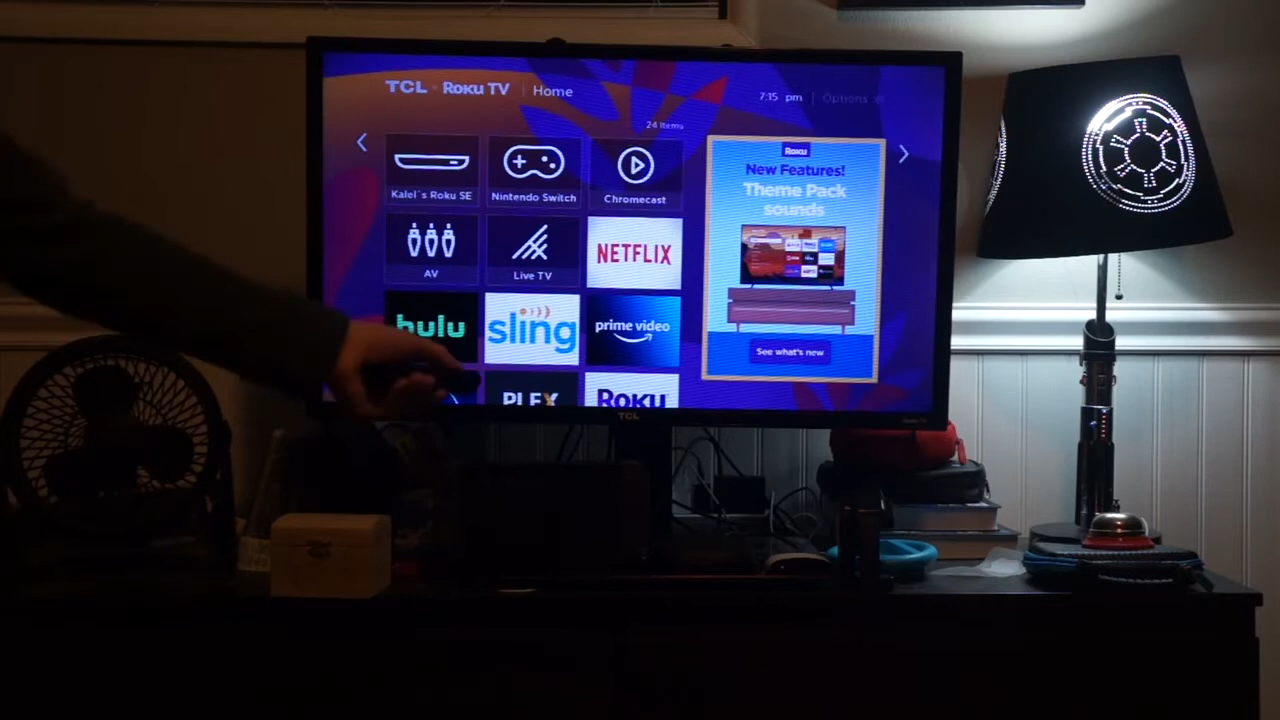 TCL • Roku TV | Home
7:15 pm | Options
24 items
Kalel's Roku SE
Nintendo Switch
Chromecast
AV
Live TV
NETFLIX
hulu
sling
prime video
PLEX
Roku
Roku
New Features!
Theme Pack
sounds
See what's new
TCL